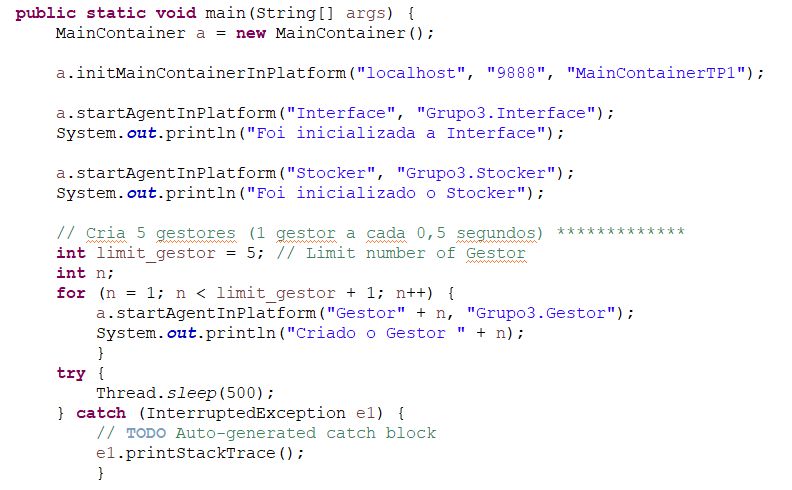 public static void main(String[] args) {
    MainContainer a = new MainContainer();
    a.initMainContainerInPlatform("localhost", "9888", "MainContainerTP1");
    a.startAgentInPlatform("Interface", "Grupo3.Interface");
    System.out.println("Foi inicializada a Interface");
    a.startAgentInPlatform("Stocker", "Grupo3.Stocker");
    System.out.println("Foi inicializado o Stocker");
    // Cria 5 gestores (1 gestor a cada 0,5 segundos) *************
    int limit_gestor = 5; // Limit number of Gestor
    int n;
    for (n = 1; n < limit_gestor + 1; n++) {
        a.startAgentInPlatform("Gestor" + n, "Grupo3.Gestor");
        System.out.println("Criado o Gestor " + n);
        }
    try {
        Thread.sleep(500);
    } catch (InterruptedException e1) {
        // TODO Auto-generated catch block
        e1.printStackTrace();
        }